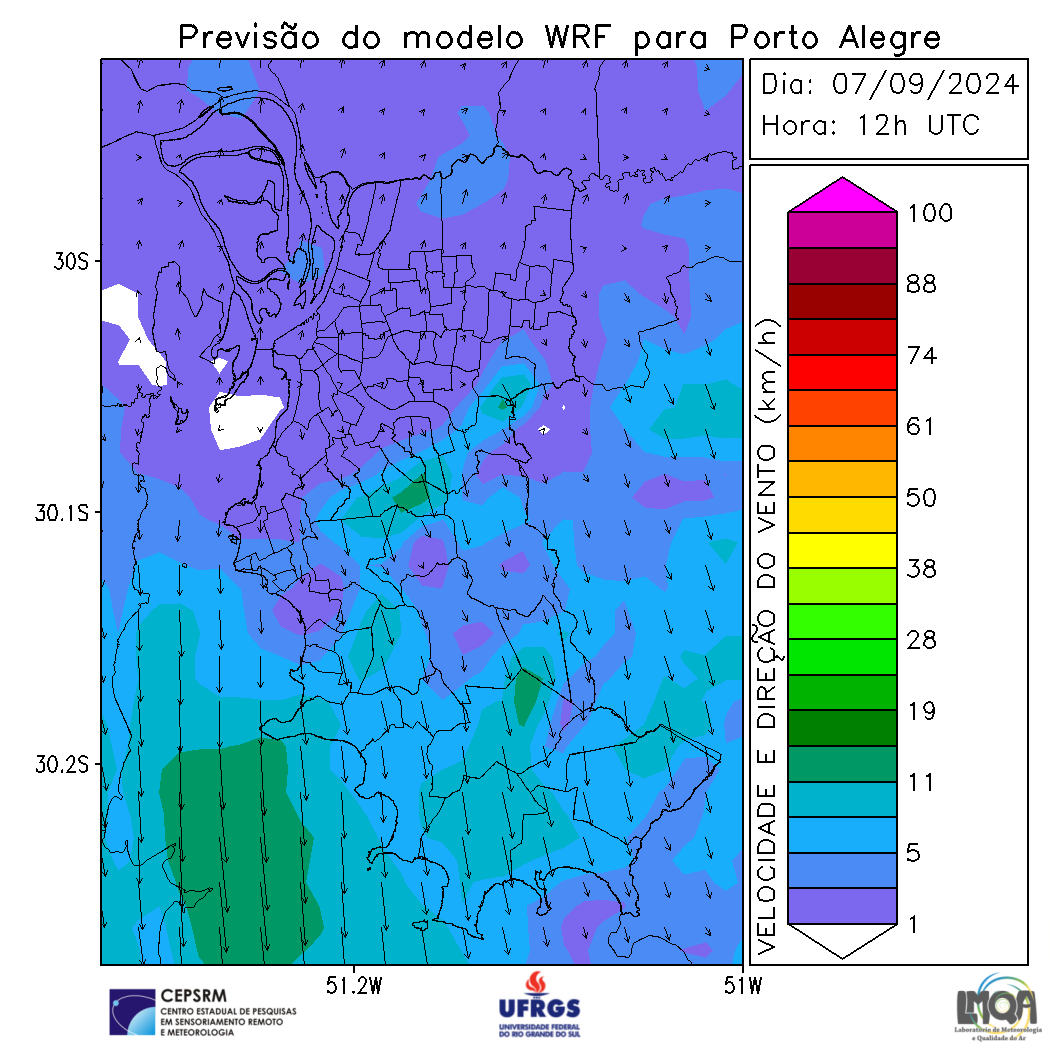 Previsão do modelo WRF para Porto Alegre
Dia: 07/09/2024
Hora: 12h UTC
30S
30.1S
30.2S
51.2W
51W
VELOCIDADE E DIREÇÃO DO VENTO (km/h)
100
88
74
61
50
38
28
19
11
5
1
CEPSRM
CENTRO ESTADUAL DE PESQUISAS
EM SENSORIAMENTO REMOTO
E METEOROLOGIA
UFRGS
UNIVERSIDADE FEDERAL
DO RIO GRANDE DO SUL
LMQA
Laboratório de Meteorologia
e Qualidade do Ar